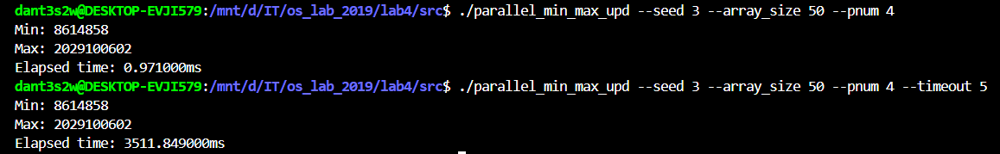 dant3s2w@DESKTOP-EVJI579:/mnt/d/IT/os_lab_2019/lab4/src$ ./parallel_min_max_upd --seed 3 --array_size 50 --pnum 4
Min: 8614858
Max: 2029100602
Elapsed time: 0.971000ms
dant3s2w@DESKTOP-EVJI579:/mnt/d/IT/os_lab_2019/lab4/src$ ./parallel_min_max_upd --seed 3 --array_size 50 --pnum 4 --timeout 5
Min: 8614858
Max: 2029100602
Elapsed time: 3511.849000ms